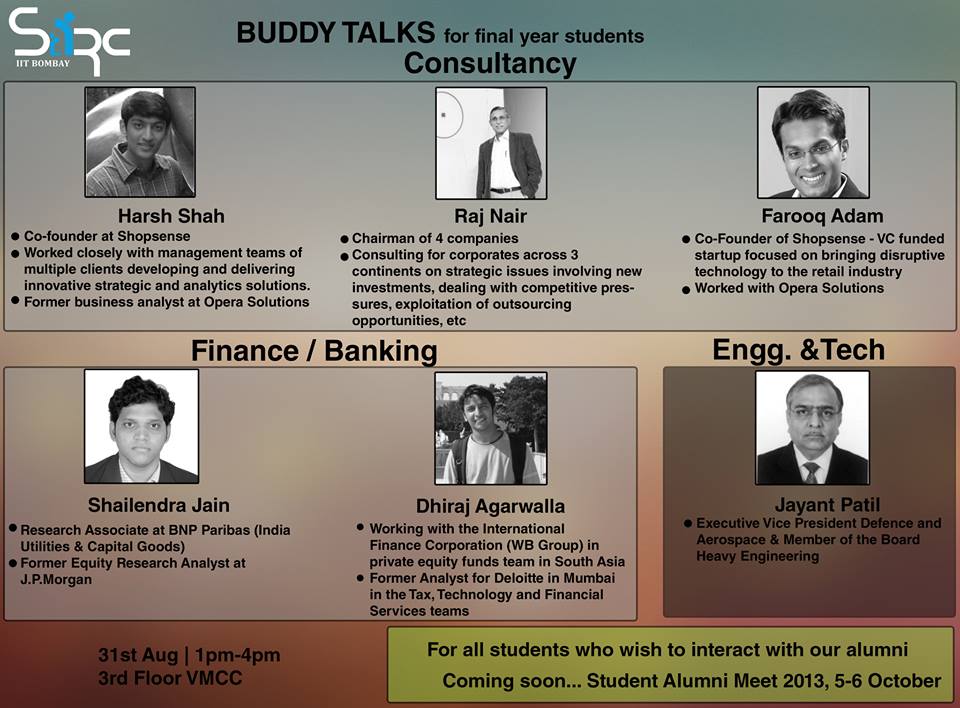 SARC
IIT BOMBAY
BUDDY TALKS for final year students
Consultancy
Harsh Shah
Co-founder at Shopsense
Worked closely with management teams of
multiple clients developing and delivering
innovative strategic and analytics solutions.
Former business analyst at Opera Solutions
Raj Nair
Chairman of 4 companies
Consulting for corporates across 3
continents on strategic issues involving new
investments, dealing with competitive pres-
sures, exploitation of outsourcing
opportunities, etc
Farooq Adam
Co-Founder of Shopsense - VC funded
startup focused on bringing disruptive
technology to the retail industry
Worked with Opera Solutions
Finance / Banking
Shailendra Jain
Research Associate at BNP Paribas (India
Utilities & Capital Goods)
Former Equity Research Analyst at
J.P.Morgan
Dhiraj Agarwalla
Working with the International
Finance Corporation (WB Group) in
private equity funds team in South Asia
Former Analyst for Deloitte in Mumbai
in the Tax, Technology and Financial
Services teams
Engg. &Tech
Jayant Patil
Executive Vice President Defence and
Aerospace & Member of the Board
Heavy Engineering
31st Aug | 1pm-4pm
3rd Floor VMCC
For all students who wish to interact with our alumni
Coming soon... Student Alumni Meet 2013, 5-6 October